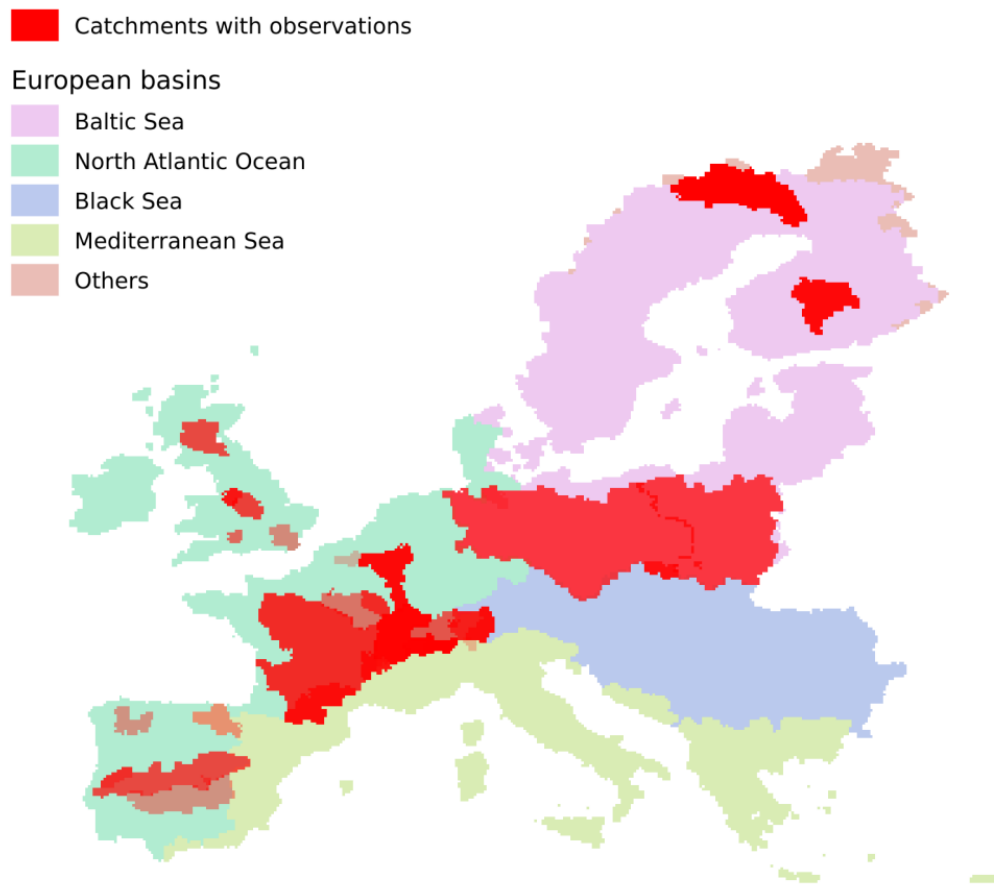 Catchments with observations
European basins
Baltic Sea
North Atlantic Ocean
Black Sea
Mediterranean Sea
Others